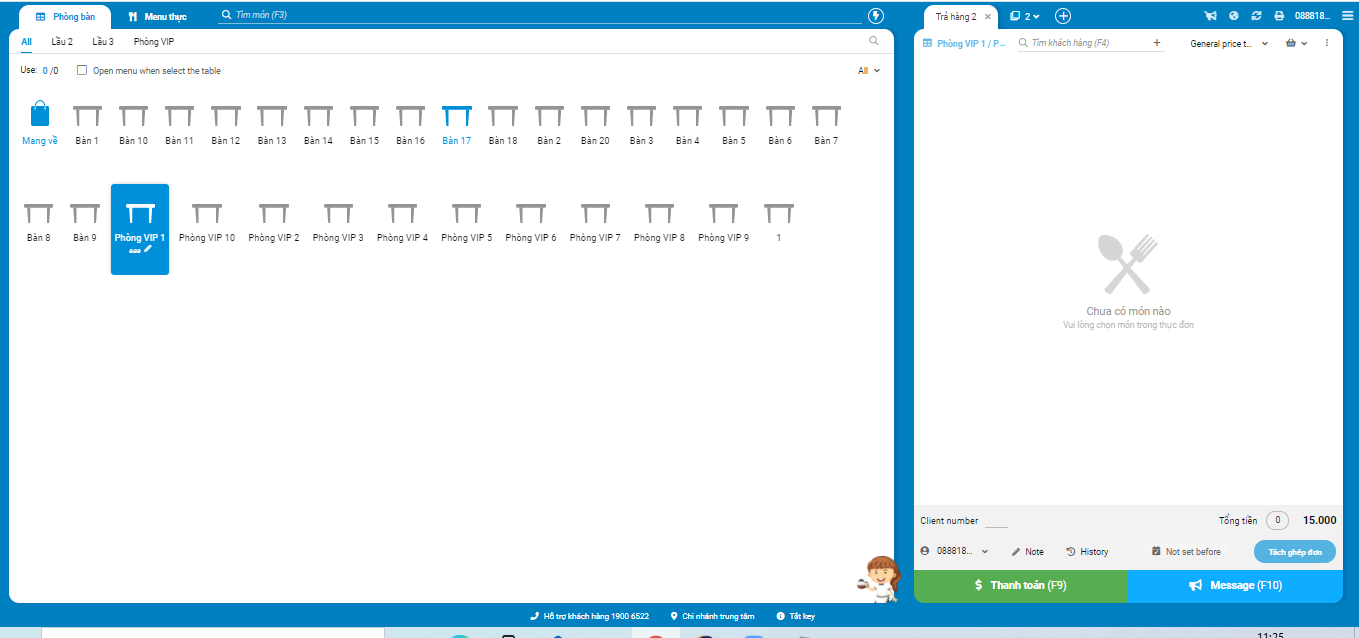 Phòng bàn
Menu thực
Tìm món (F3)
Trả hàng 2
2
088818...
All
Lầu 2
Lầu 3
Phòng VIP
Phòng VIP 1 / P...
Tìm khách hàng (F4)
General price t...
Use: 0 /0
Open menu when select the table
All
Mang về
Bàn 1
Bàn 10
Bàn 11
Bàn 12
Bàn 13
Bàn 14
Bàn 15
Bàn 16
Bàn 17
Bàn 18
Bàn 2
Bàn 20
Bàn 3
Bàn 4
Bàn 5
Bàn 6
Bàn 7
Bàn 8
Bàn 9
Phòng VIP 1
Phòng VIP 10
Phòng VIP 2
Phòng VIP 3
Phòng VIP 4
Phòng VIP 5
Phòng VIP 6
Phòng VIP 7
Phòng VIP 8
Phòng VIP 9
1
Chưa có món nào
Vui lòng chọn món trong thực đơn
Client number
Tổng tiền
0
15.000
088818...
Note
History
Not set before
Tách ghép đơn
Thanh toán (F9)
Message (F10)
Hỗ trợ khách hàng 1900 6522
Chi nhánh trung tâm
Tắt key
11:25